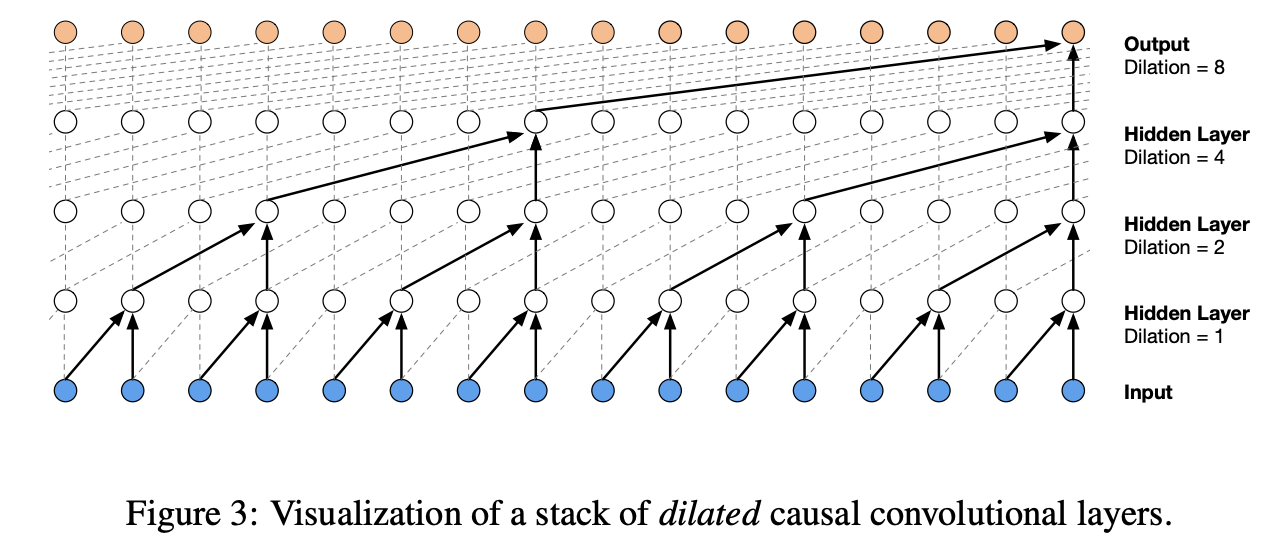 Output
Dilation = 8
Hidden Layer
Dilation = 4
Hidden Layer
Dilation = 2
Hidden Layer
Dilation = 1
Input
Figure 3: Visualization of a stack of dilated causal convolutional layers.